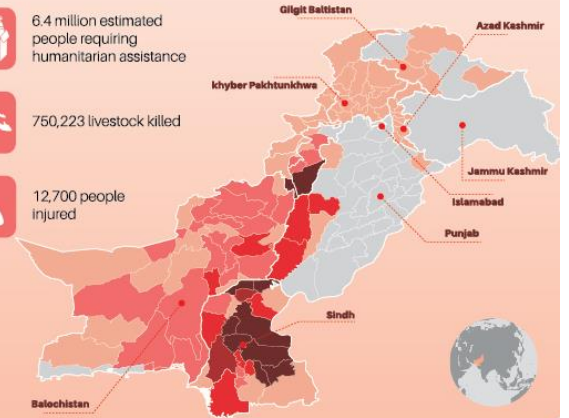 6.4 million estimated
people requiring
humanitarian assistance
750,223 livestock killed
12,700 people
injured
Gilgit Baltistan
Azad Kashmir
khyber Pakhtunkhwa
Jammu Kashmir
Islamabad
Punjab
Sindh
Balochistan